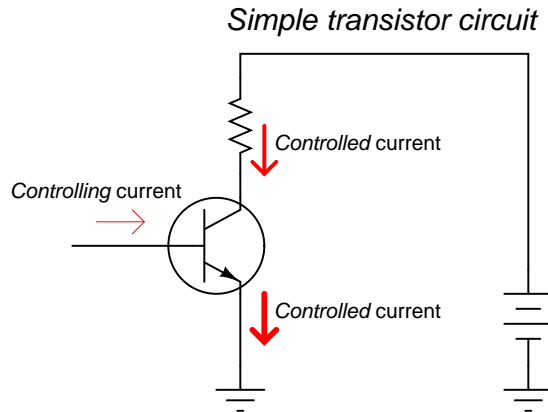 Simple transistor circuit
Controlled current
Controlling current
Controlled current